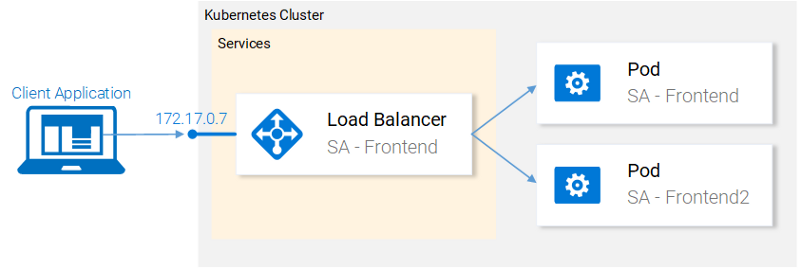 Kubernetes Cluster
Services
Client Application
172.17.0.7
Load Balancer
SA - Frontend
Pod
SA - Frontend
Pod
SA - Frontend2